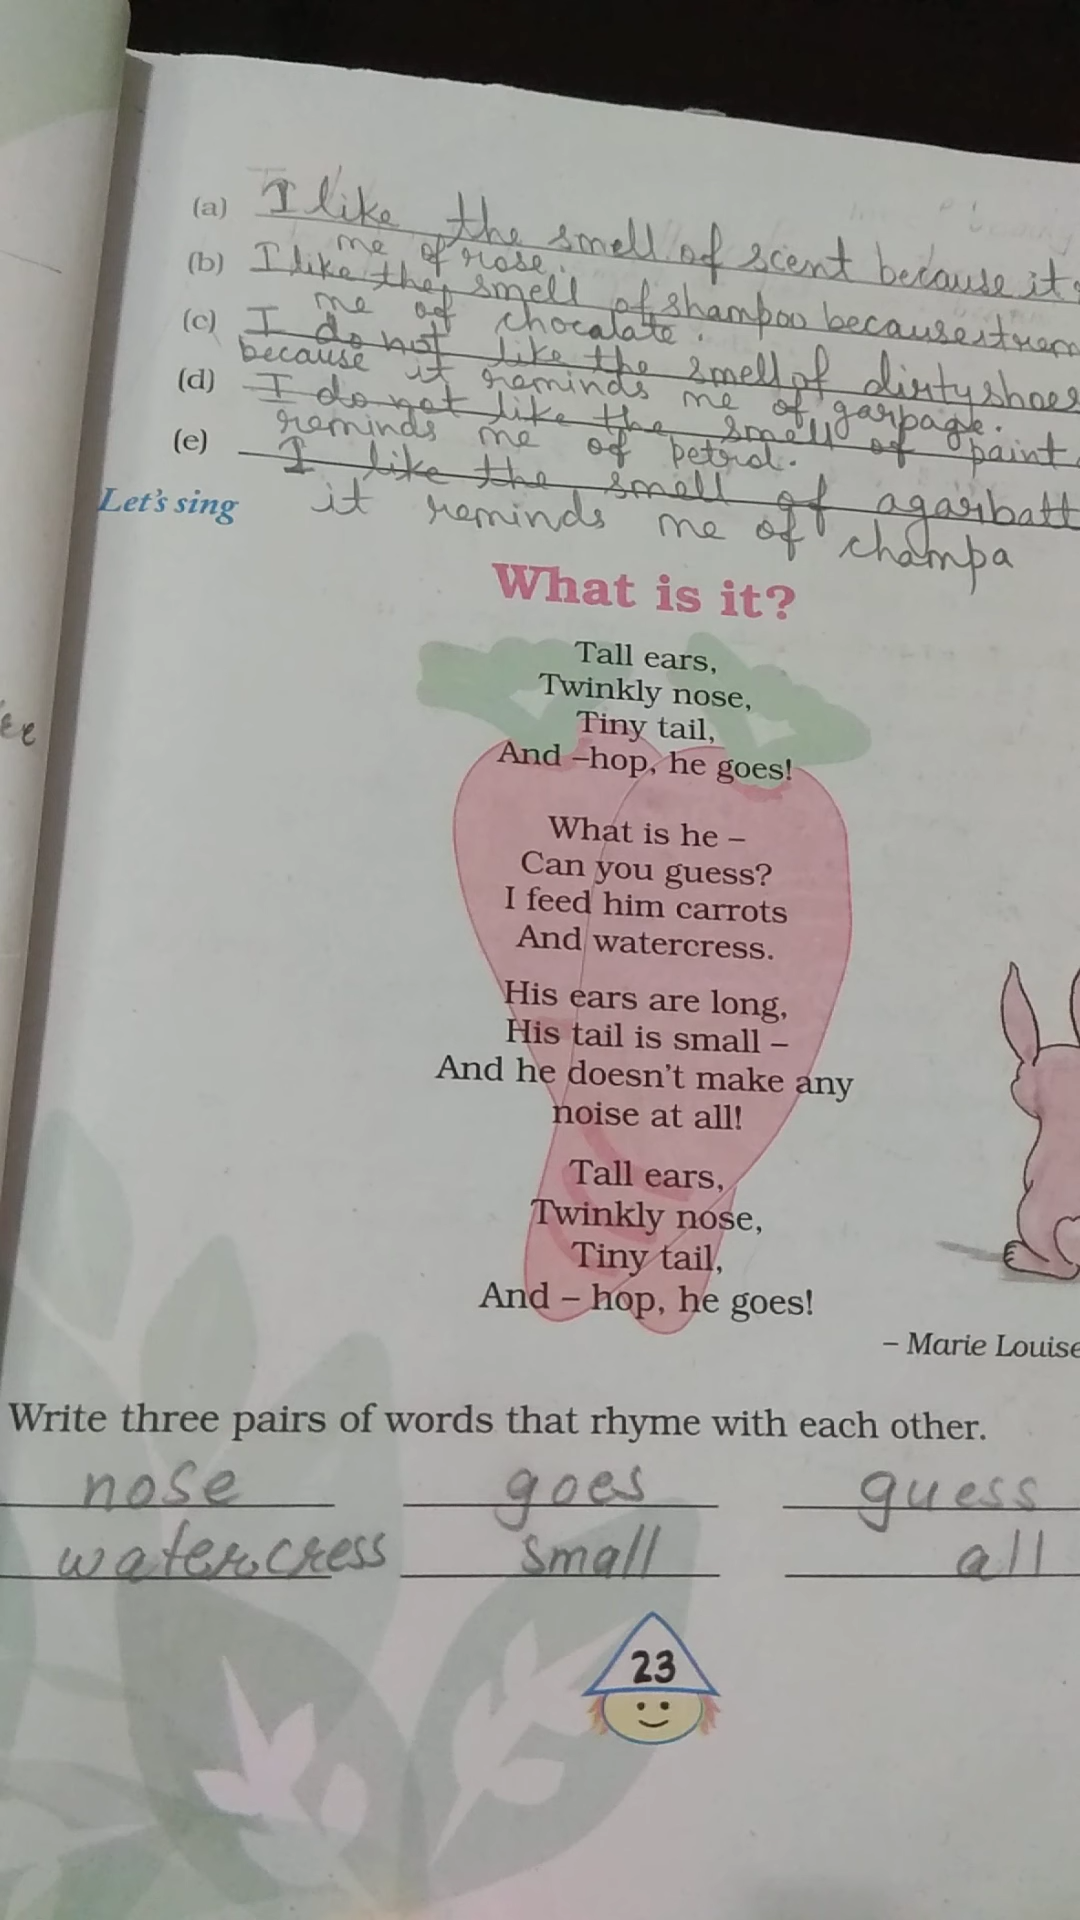 (a) I like the smell of scent because it
me of rose.
(b) I like the smell of shampoo because it rem
me of chocalate.
(c) I do not like the smell of dirty shoes
because it reminds me of garpage.
(d) I do not like the smell of paint
reminds me of petrol.
(e) I like the smell of agarbatt
it reminds me of champa
Let's sing
What is it?
Tall ears,
Twinkly nose,
Tiny tail,
And –hop, he goes!
What is he –
Can you guess?
I feed him carrots
And watercress.
His ears are long,
His tail is small –
And he doesn't make any
noise at all!
Tall ears,
Twinkly nose,
Tiny tail,
And – hop, he goes!
– Marie Louise
Write three pairs of words that rhyme with each other.
nose goes guess
watercress small all
23